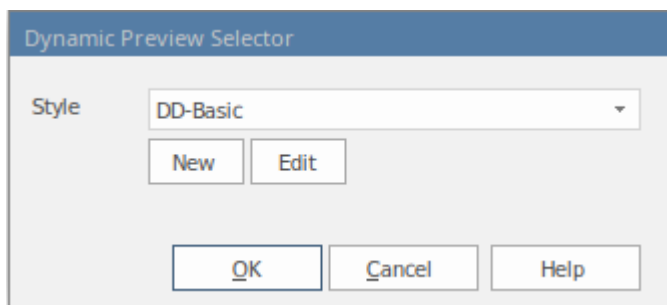 Dynamic Preview Selector
Style DD-Basic
New Edit
OK Cancel Help